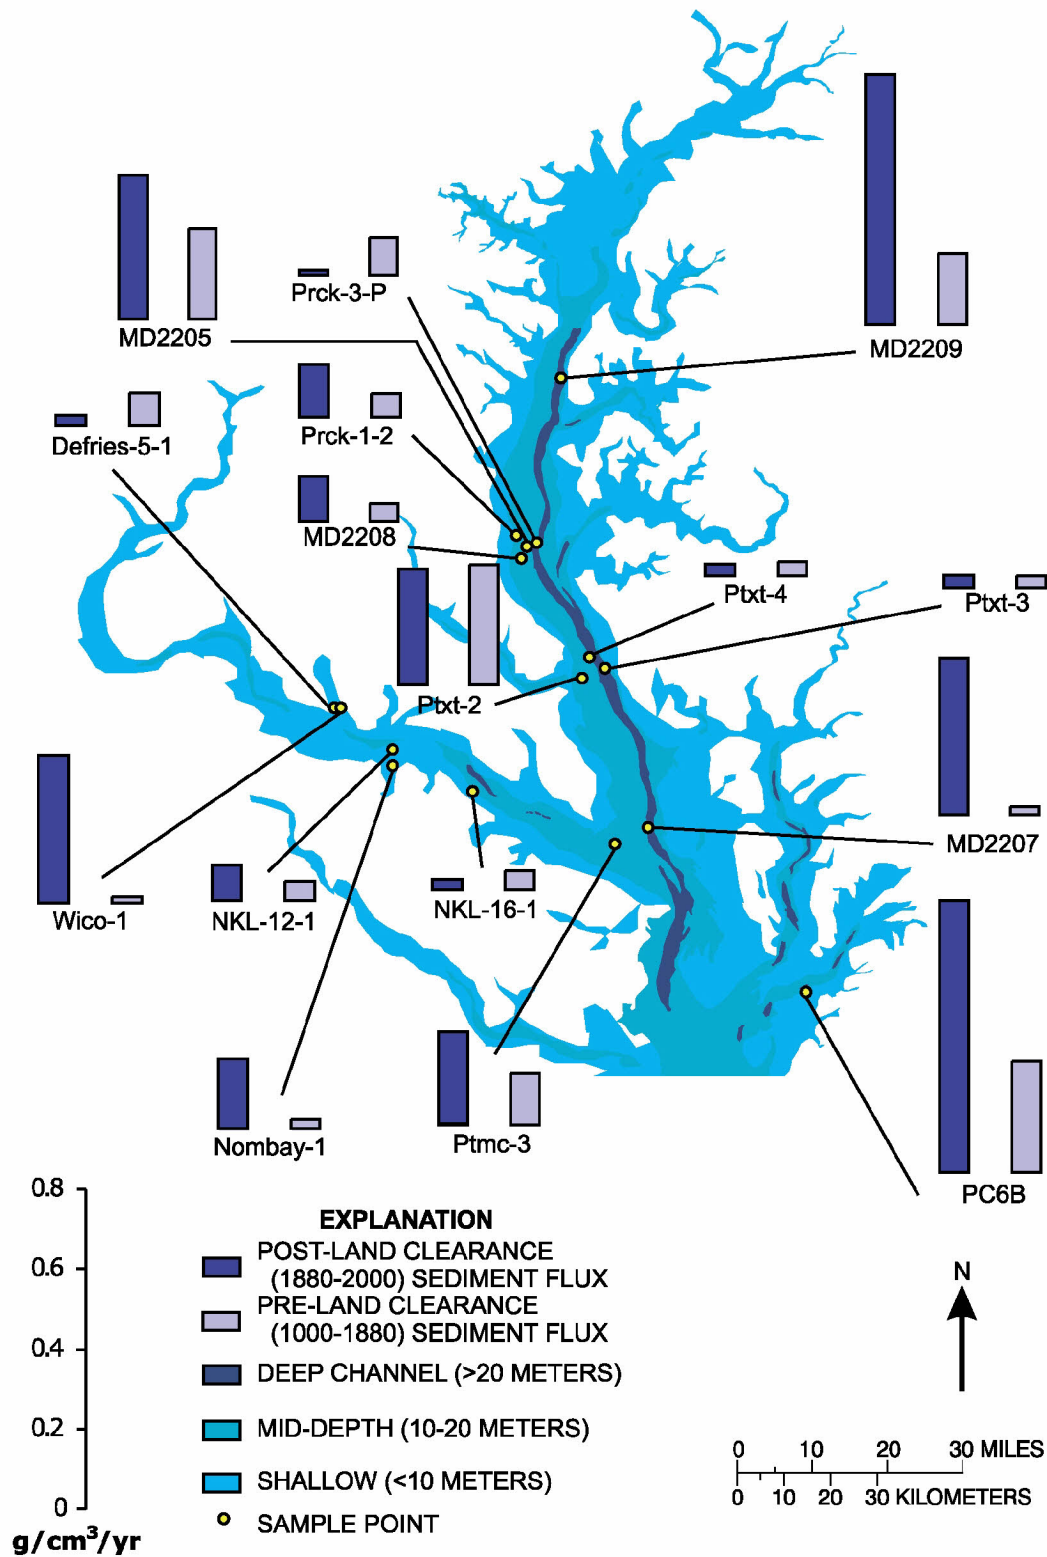 Prck-3-P
MD2205
MD2209
Defries-5-1
Prck-1-2
MD2208
Ptxt-4
Ptxt-3
Ptxt-2
MD2207
Wico-1
NKL-12-1
NKL-16-1
Nombay-1
Ptmc-3
PC6B
0.8
0.6
0.4
0.2
0
g/cm³/yr
EXPLANATION
POST-LAND CLEARANCE
(1880-2000) SEDIMENT FLUX
PRE-LAND CLEARANCE
(1000-1880) SEDIMENT FLUX
DEEP CHANNEL (>20 METERS)
MID-DEPTH (10-20 METERS)
SHALLOW (<10 METERS)
SAMPLE POINT
N
0 10 20 30 MILES
0 10 20 30 KILOMETERS